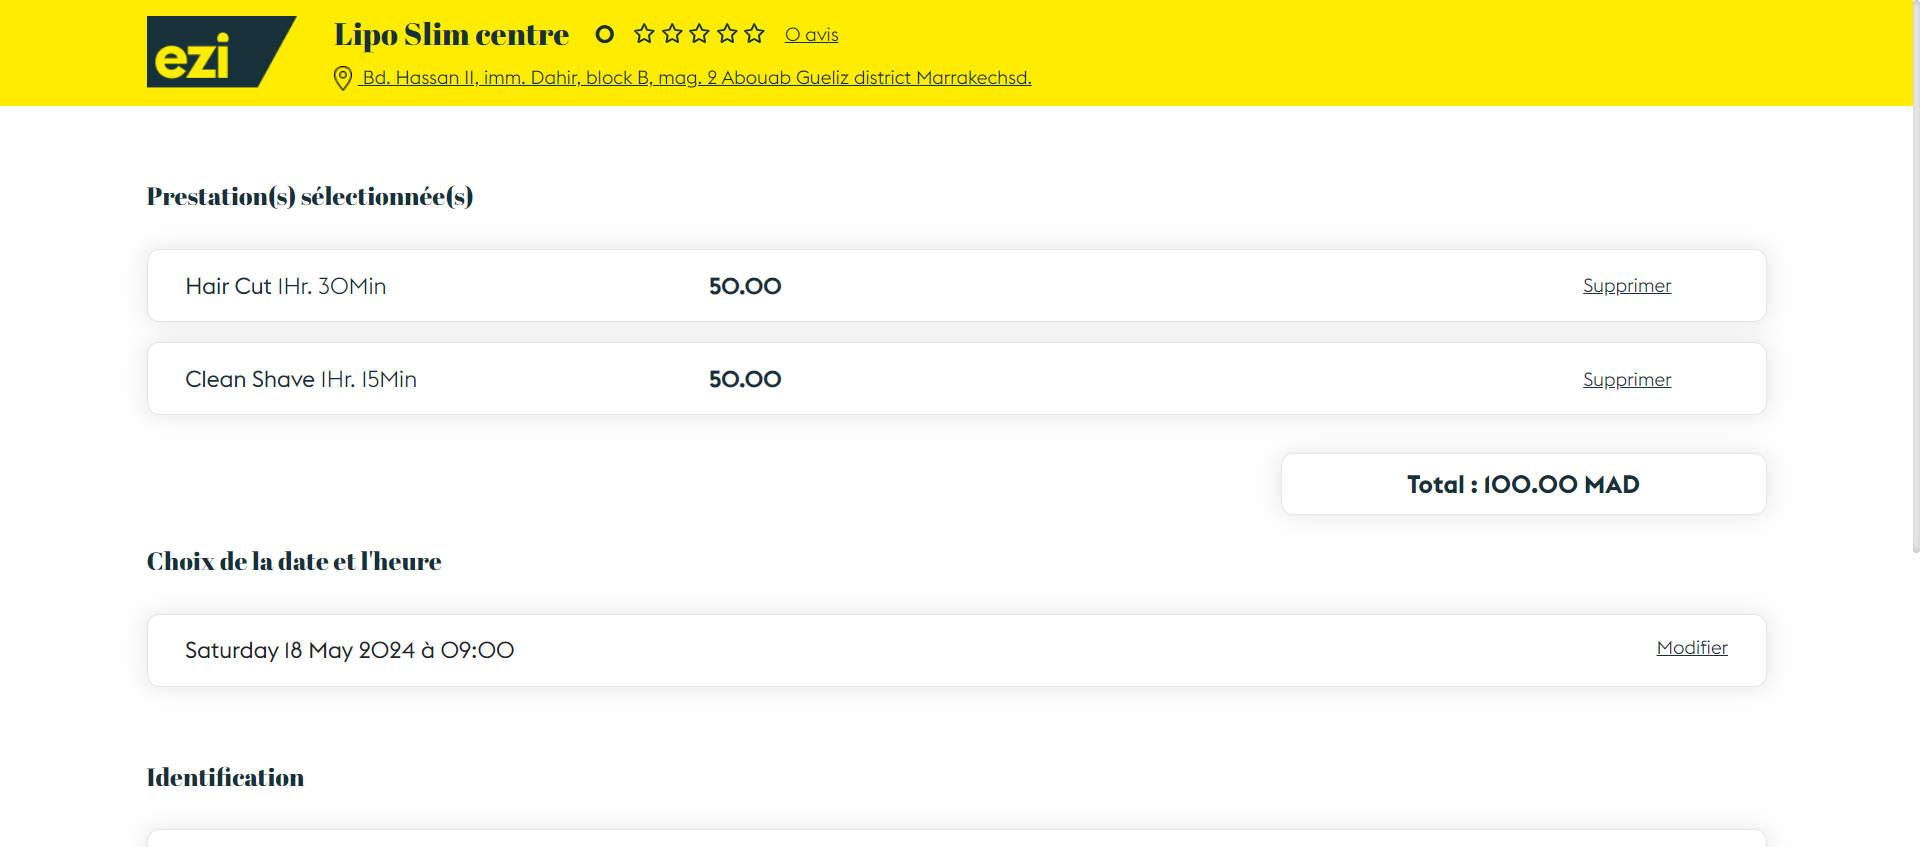 ezi
Lipo Slim centre 0 0 avis
Bd. Hassan II, imm. Dahir, block B, mag. 2 Abouab Gueliz district Marrakechsd.
Prestation(s) sélectionnée(s)
Hair Cut 1Hr. 30Min 50.00 Supprimer
Clean Shave 1Hr. 15Min 50.00 Supprimer
Total : 100.00 MAD
Choix de la date et l'heure
Saturday 18 May 2024 à 09:00 Modifier
Identification